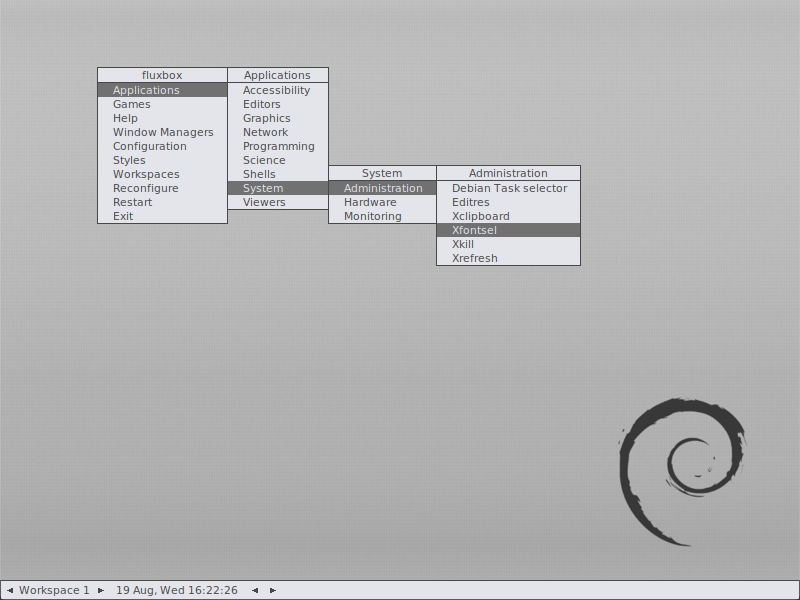 fluxbox
Applications
Games
Help
Window Managers
Configuration
Styles
Workspaces
Reconfigure
Restart
Exit
Applications
Accessibility
Editors
Graphics
Network
Programming
Science
Shells
System
Viewers
System
Administration
Hardware
Monitoring
Administration
Debian Task selector
Editres
Xclipboard
Xfontsel
Xkill
Xrefresh
Workspace 1 19 Aug, Wed 16:22:26